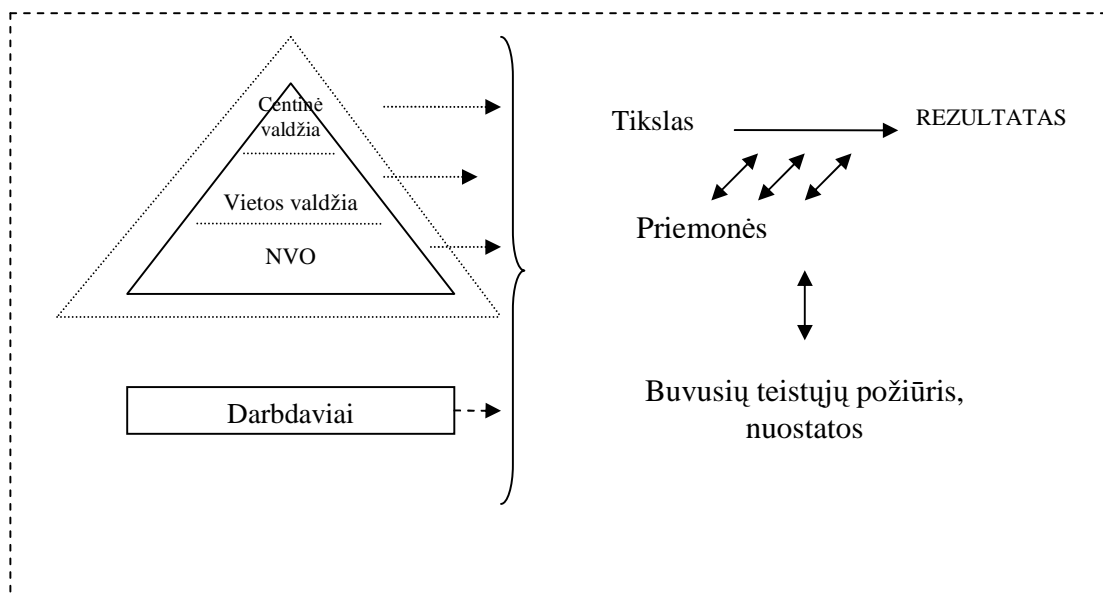 Centinė
valdžia
Vietos valdžia
NVO
Darbdaviai
Tikslas
REZULTATAS
Priemonės
Buvusių teistųjų požiūris,
nuostatos